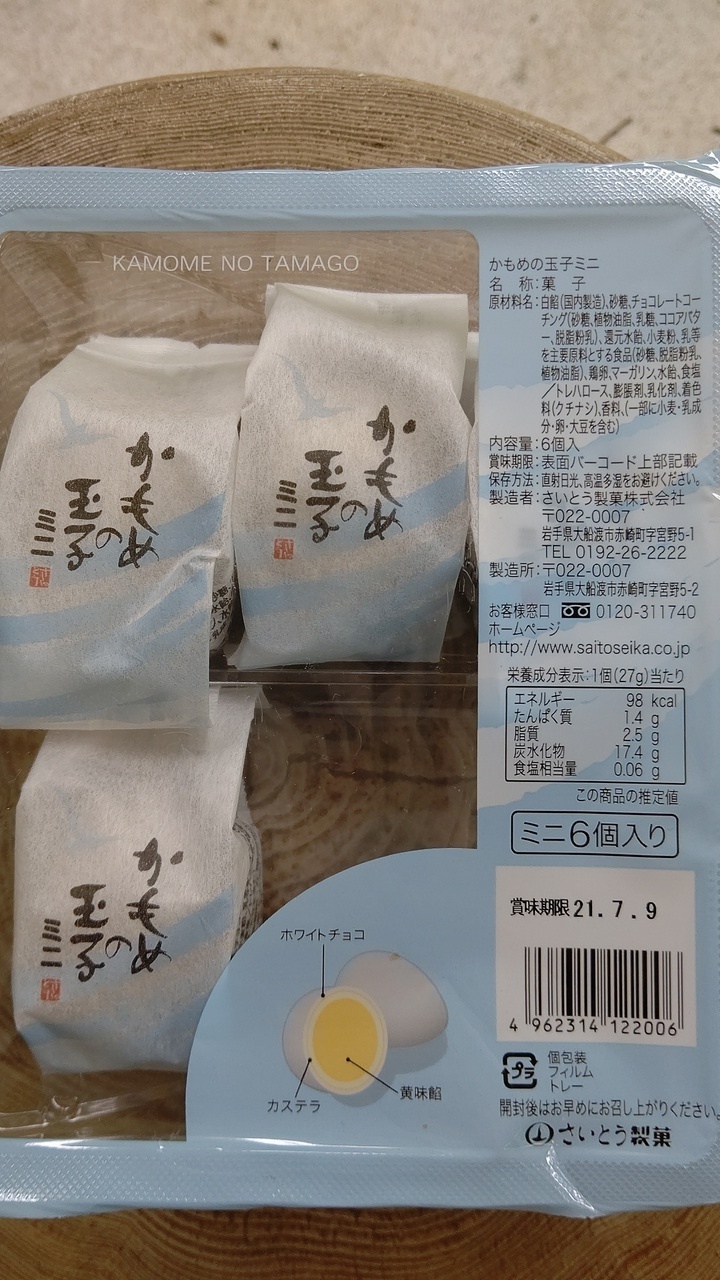 KAMOME NO TAMAGO
かもめの玉子ミニ
かもめの玉子ミニ
かもめの玉子ミニ
かもめの玉子ミニ
名 称:菓 子
原材料名:白餡(国内製造)、砂糖、チョコレートコー
チング(砂糖、植物油脂、乳糖、ココアバタ
ー、脱脂粉乳)、還元水飴、小麦粉、乳等
を主要原料とする食品(砂糖、脱脂粉乳、
植物油脂)、鶏卵、マーガリン、水飴、食塩
/トレハロース、膨脹剤、乳化剤、着色
料(クチナシ)、香料、(一部に小麦・乳成
分・卵・大豆を含む)
内容量:6個入
賞味期限:表面バーコード上部記載
保存方法:直射日光、高温多湿をお避けください。
製造者:さいとう製菓株式会社
〒022-0007
岩手県大船渡市赤崎町字宮野5-1
TEL 0192-26-2222
製造所:〒022-0007
岩手県大船渡市赤崎町字宮野5-2
お客様窓口 0120-311740
ホームページ
http://www.saitoseika.co.jp
栄養成分表示:1個(27g)当たり
エネルギー 98 kcal
たんぱく質 1.4 g
脂質 2.5 g
炭水化物 17.4 g
食塩相当量 0.06 g
この商品の推定値
ミニ6個入り
賞味期限 21.7.9
4 962314 122006
プラ
個包装
フィルム
トレー
開封後はお早めにお召し上がりください。
さいとう製菓
ホワイトチョコ
カステラ
黄味餡